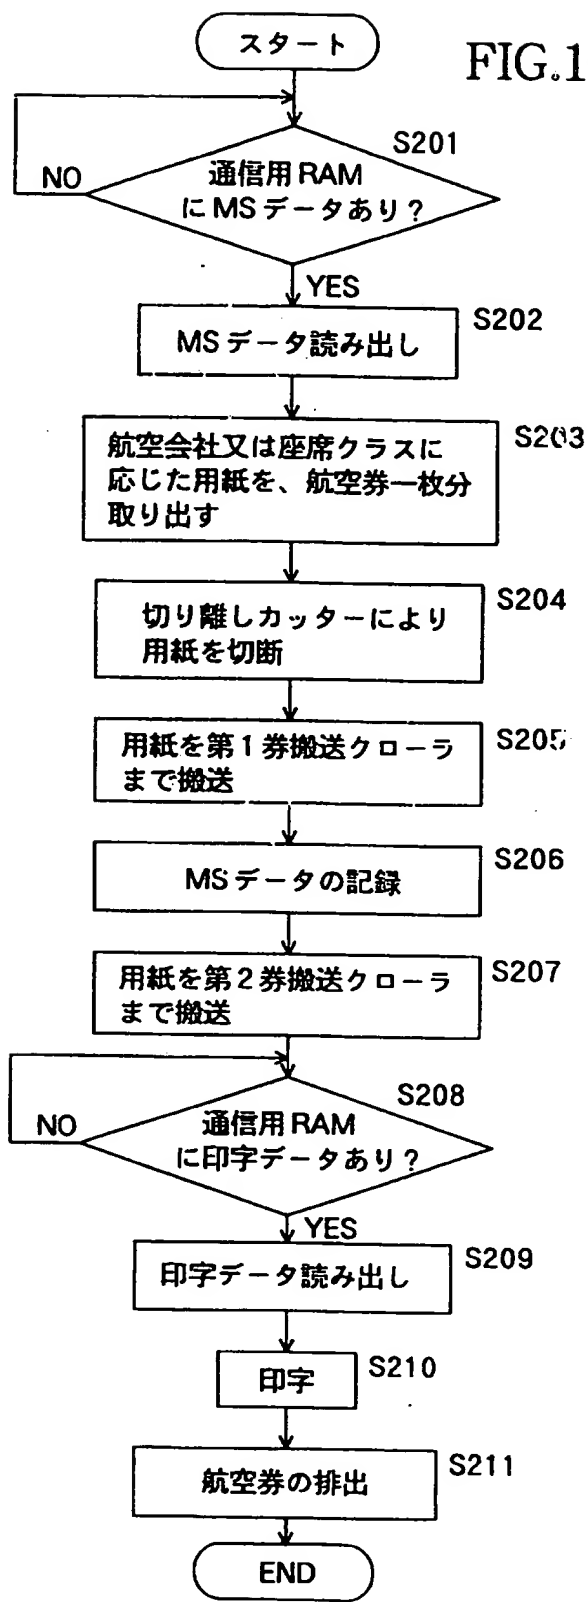 スタート
FIG.1
S201
通信用RAM
にMSデータあり？
NO
YES
S202
MSデータ読み出し
S203
航空会社又は座席クラスに
応じた用紙を、航空券一枚分
取り出す
S204
切り離しカッターにより
用紙を切断
S205
用紙を第1券搬送クローラ
まで搬送
S206
MSデータの記録
S207
用紙を第2券搬送クローラ
まで搬送
S208
通信用RAM
に印字データあり？
NO
YES
S209
印字データ読み出し
S210
印字
S211
航空券の排出
END